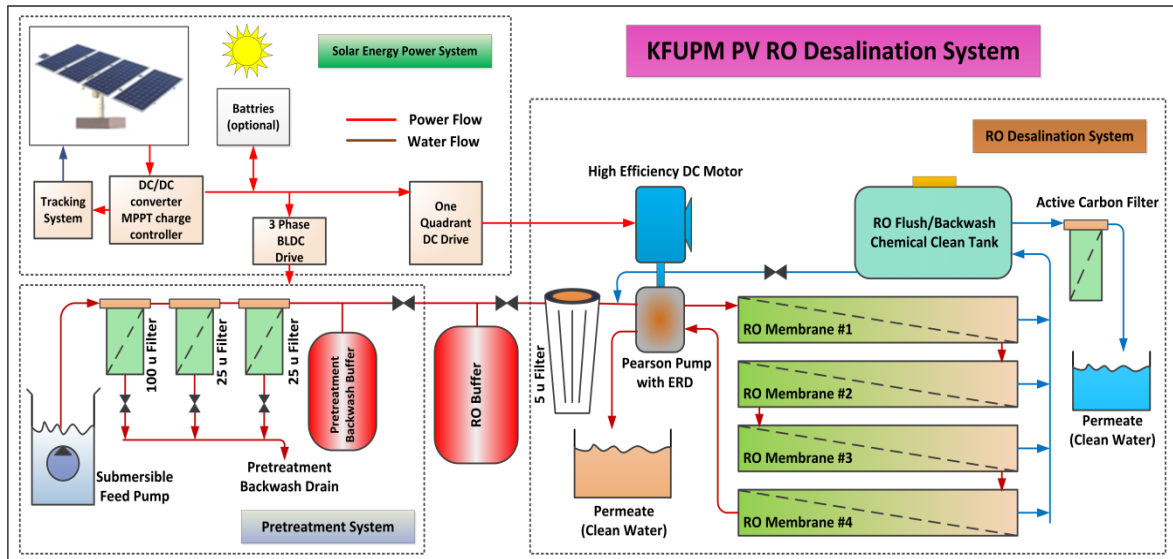 KFUPM PV RO Desalination System
Solar Energy Power System
Battries
(optional)
Power Flow
Water Flow
Tracking
System
DC/DC
converter
MPPT charge
controller
3 Phase
BLDC
Drive
One
Quadrant
DC Drive
RO Desalination System
High Efficiency DC Motor
RO Flush/Backwash
Chemical Clean Tank
Active Carbon Filter
100 u Filter
25 u Filter
25 u Filter
Pretreatment
Backwash Buffer
RO Buffer
5 u Filter
Pearson Pump
with ERD
RO Membrane #1
RO Membrane #2
RO Membrane #3
RO Membrane #4
Permeate
(Clean Water)
Permeate
(Clean Water)
Submersible
Feed Pump
Pretreatment
Backwash Drain
Pretreatment System